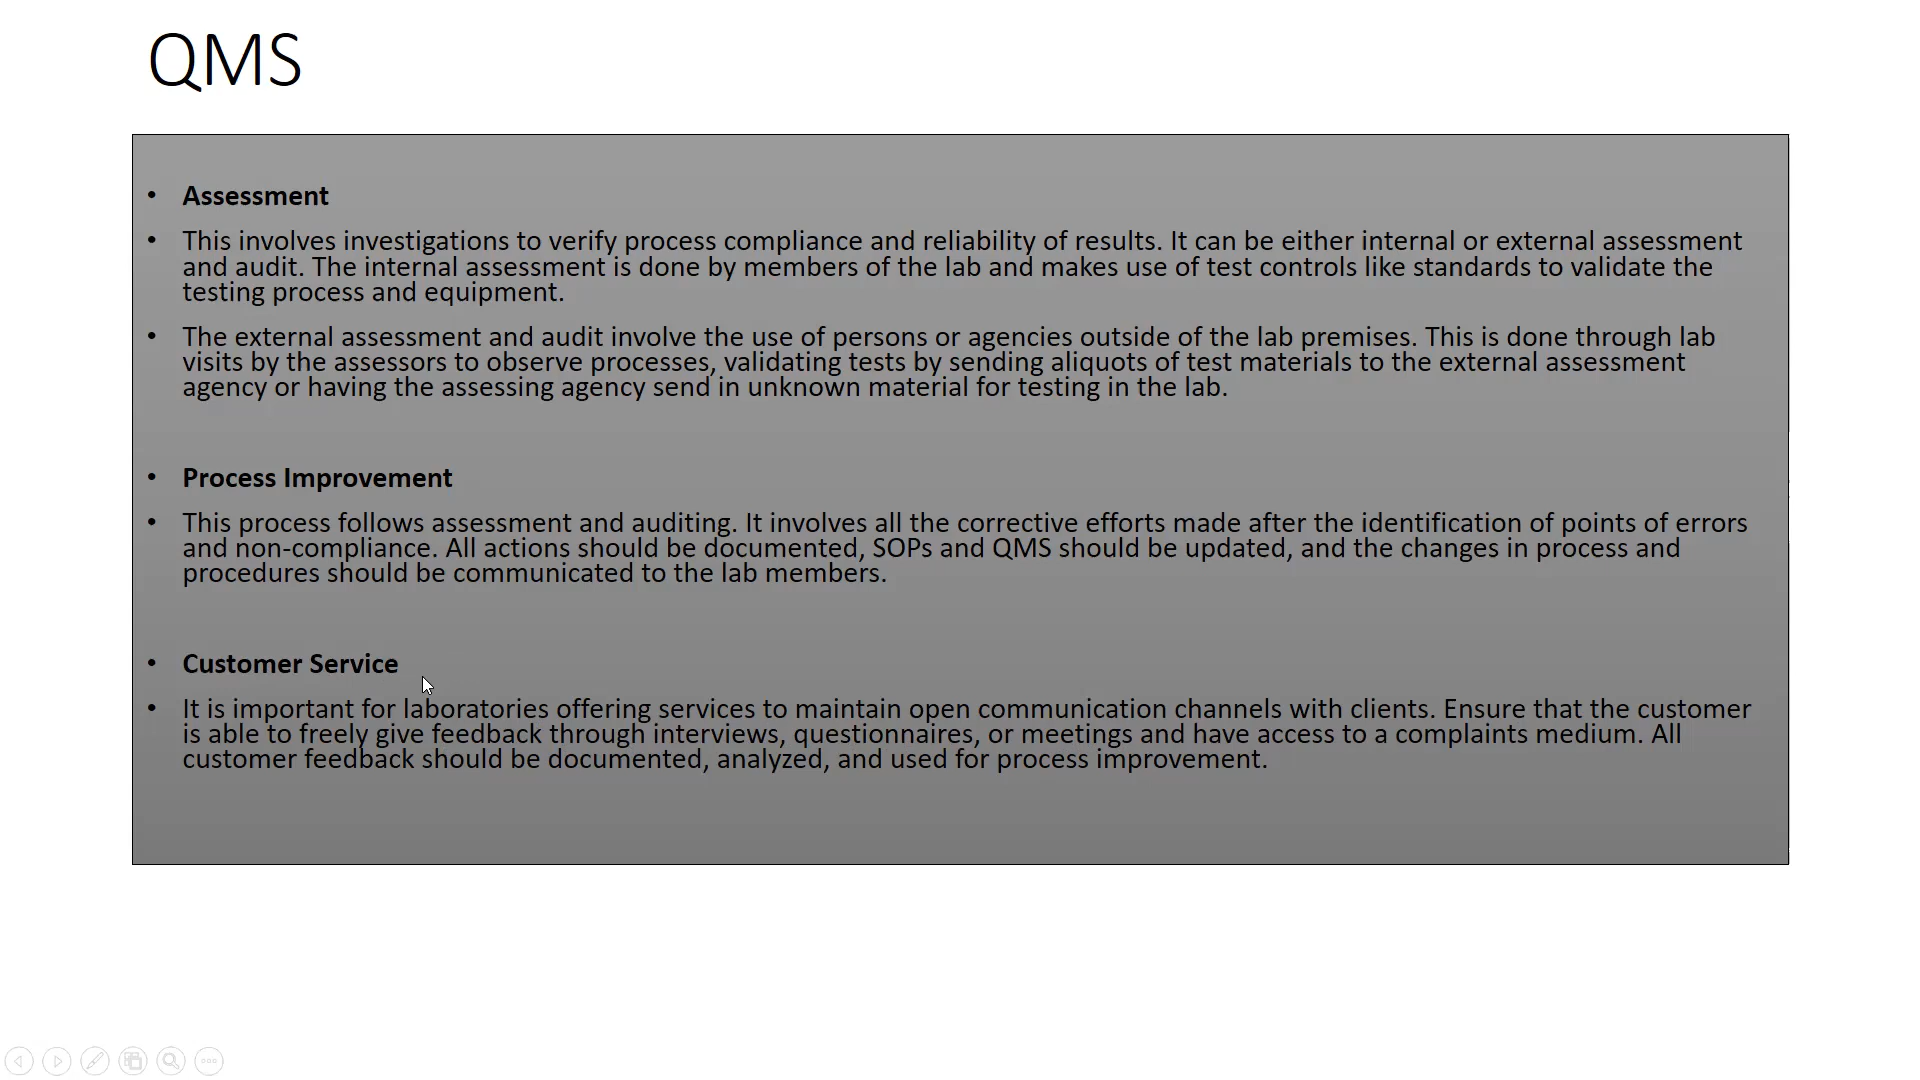 QMS
• Assessment
• This involves investigations to verify process compliance and reliability of results. It can be either internal or external assessment
and audit. The internal assessment is done by members of the lab and makes use of test controls like standards to validate the
testing process and equipment.
• The external assessment and audit involve the use of persons or agencies outside of the lab premises. This is done through lab
visits by the assessors to observe processes, validating tests by sending aliquots of test materials to the external assessment
agency or having the assessing agency send in unknown material for testing in the lab.
• Process Improvement
• This process follows assessment and auditing. It involves all the corrective efforts made after the identification of points of errors
and non-compliance. All actions should be documented, SOPs and QMS should be updated, and the changes in process and
procedures should be communicated to the lab members.
• Customer Service
• It is important for laboratories offering services to maintain open communication channels with clients. Ensure that the customer
is able to freely give feedback through interviews, questionnaires, or meetings and have access to a complaints medium. All
customer feedback should be documented, analyzed, and used for process improvement.